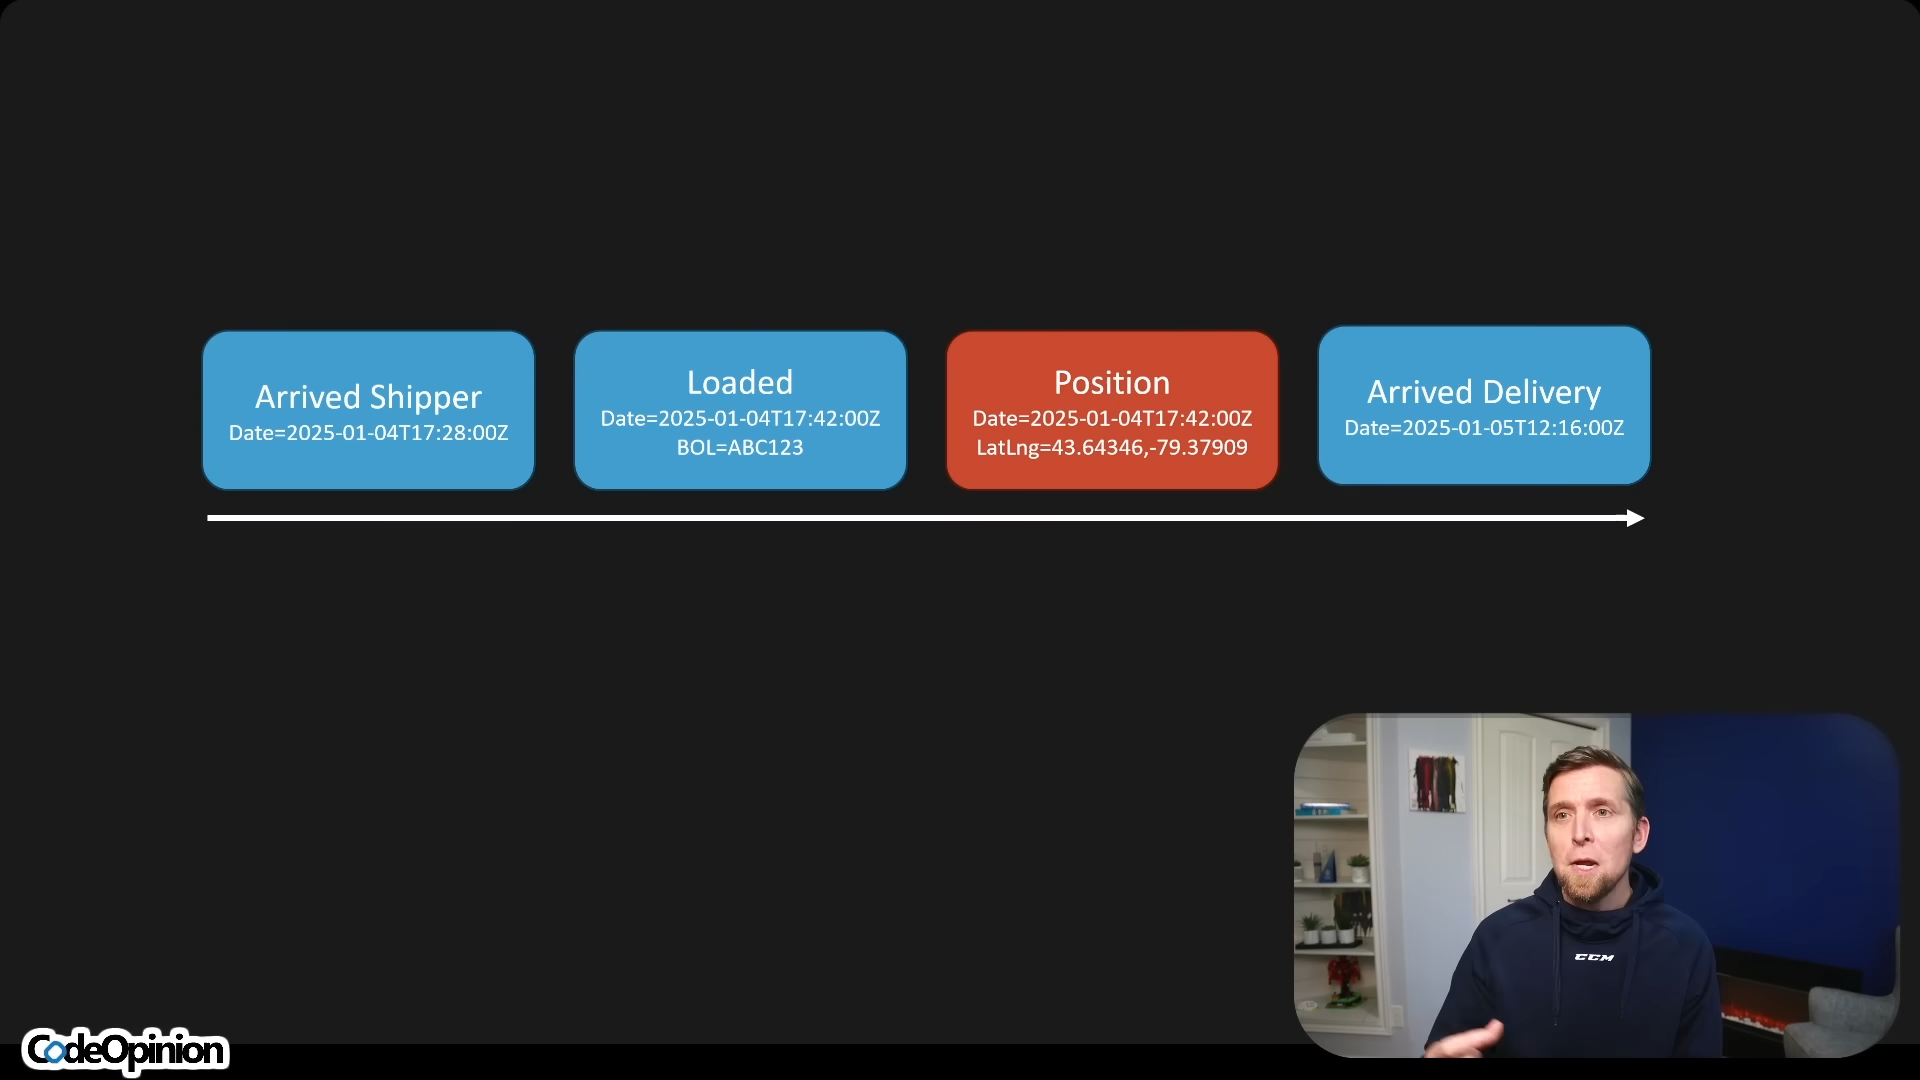 Arrived Shipper
Date=2025-01-04T17:28:00Z
Loaded
Date=2025-01-04T17:42:00Z
BOL=ABC123
Position
Date=2025-01-04T17:42:00Z
LatLng=43.64346,-79.37909
Arrived Delivery
Date=2025-01-05T12:16:00Z
CCM
CodeOpinion